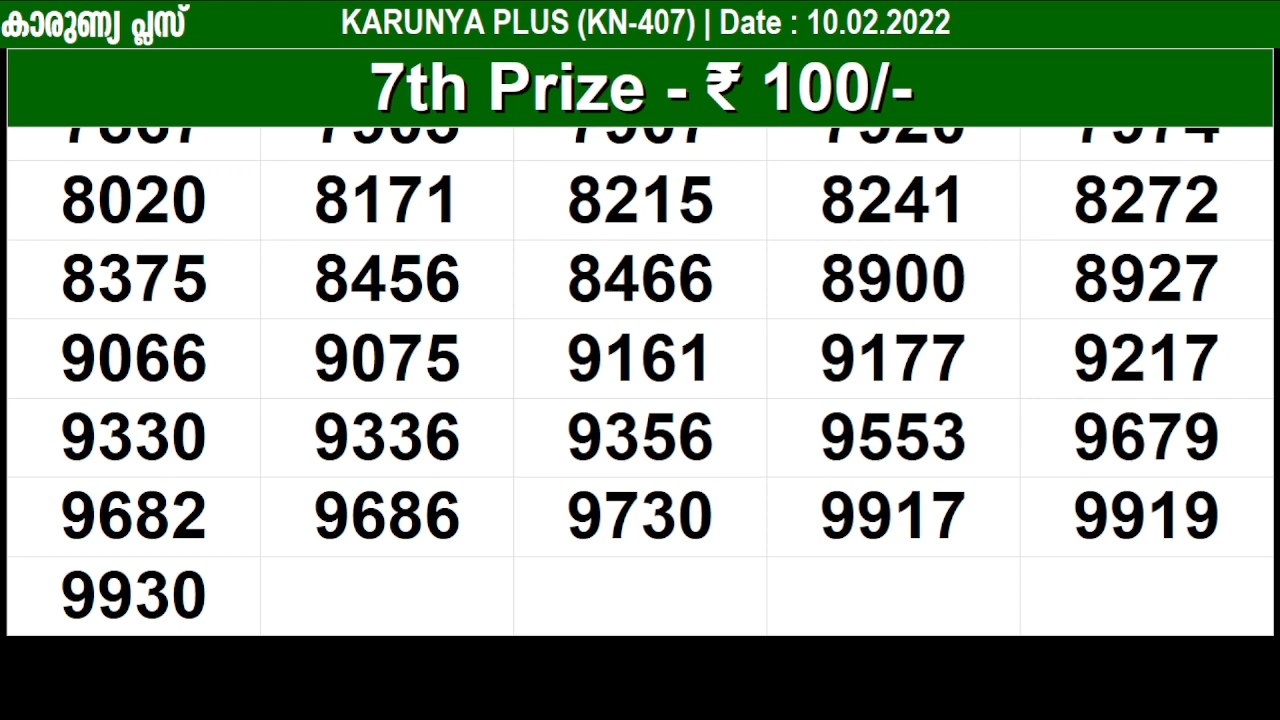 കാരുണ്യ പ്ലസ് KARUNYA PLUS (KN-407) | Date : 10.02.2022
7th Prize - ₹ 100/-
8020 8171 8215 8241 8272
8375 8456 8466 8900 8927
9066 9075 9161 9177 9217
9330 9336 9356 9553 9679
9682 9686 9730 9917 9919
9930